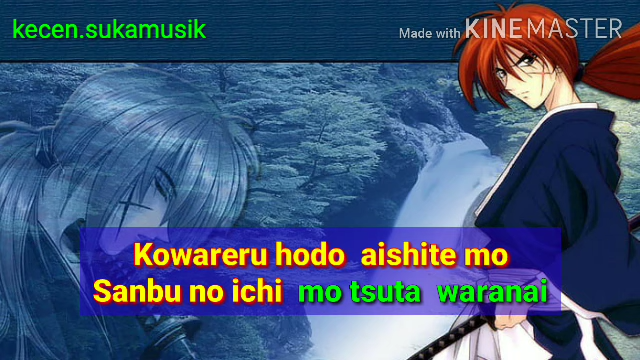 kecen.sukamusik
Made with KINEMASTER
Kowareru hodo aishite mo
Sanbu no ichi mo tsuta waranai